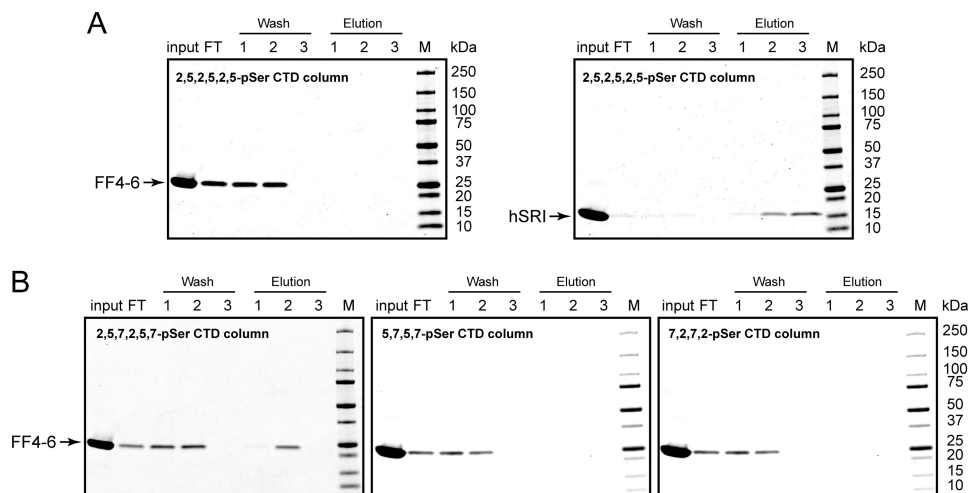 A
Wash Elution Wash Elution
input FT 1 2 3 1 2 3 M kDa input FT 1 2 3 1 2 3 M kDa
2,5,2,5,2,5-pSer CTD column 2,5,2,5,2,5-pSer CTD column
250 250
150 150
100 100
75 75
50 50
37 37
FF4-6 25 25
20 20
hSRI 15 15
10 10
B
Wash Elution Wash Elution Wash Elution
input FT 1 2 3 1 2 3 M input FT 1 2 3 1 2 3 M input FT 1 2 3 1 2 3 M kDa
2,5,7,2,5,7-pSer CTD column 5,7,5,7-pSer CTD column 7,2,7,2-pSer CTD column
250
150
100
75
50
37
FF4-6 25
20
15
10